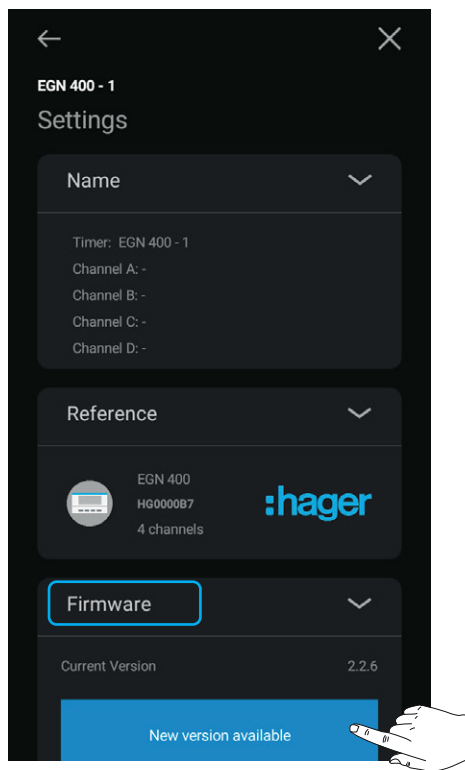 EGN 400 - 1
Settings
Name
Timer: EGN 400 - 1
Channel A: -
Channel B: -
Channel C: -
Channel D: -
Reference
EGN 400
HG0000B7
4 channels
:hager
Firmware
Current Version 2.2.6
New version available